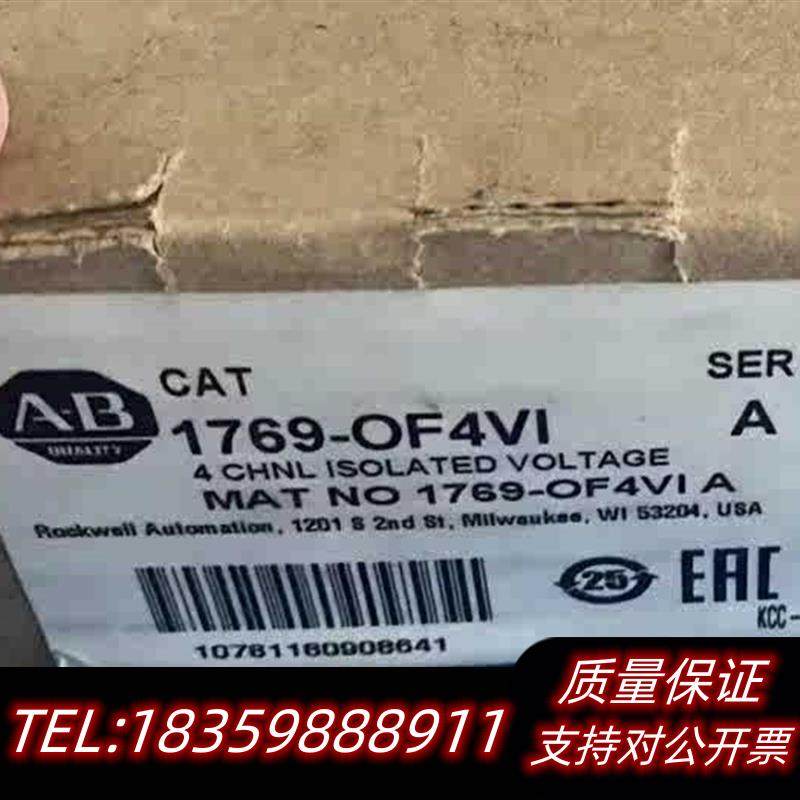 CAT
SER
A-B
QUALITY
1769-OF4VI
A
4 CHNL ISOLATED VOLTAGE
MAT NO 1769-OF4VI A
Rockwell Automation, 1201 S 2nd St, Milwaukee, WI 53204, USA
25
EAC
KCC-
10781160908641
质量保证
TEL:18359888911
支持对公开票